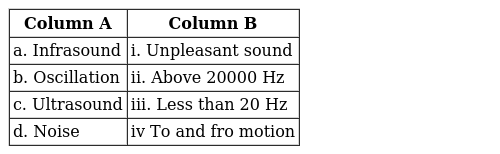 Column A Column B
a. Infrasound i. Unpleasant sound
b. Oscillation ii. Above 20000 Hz
c. Ultrasound iii. Less than 20 Hz
d. Noise iv To and fro motion